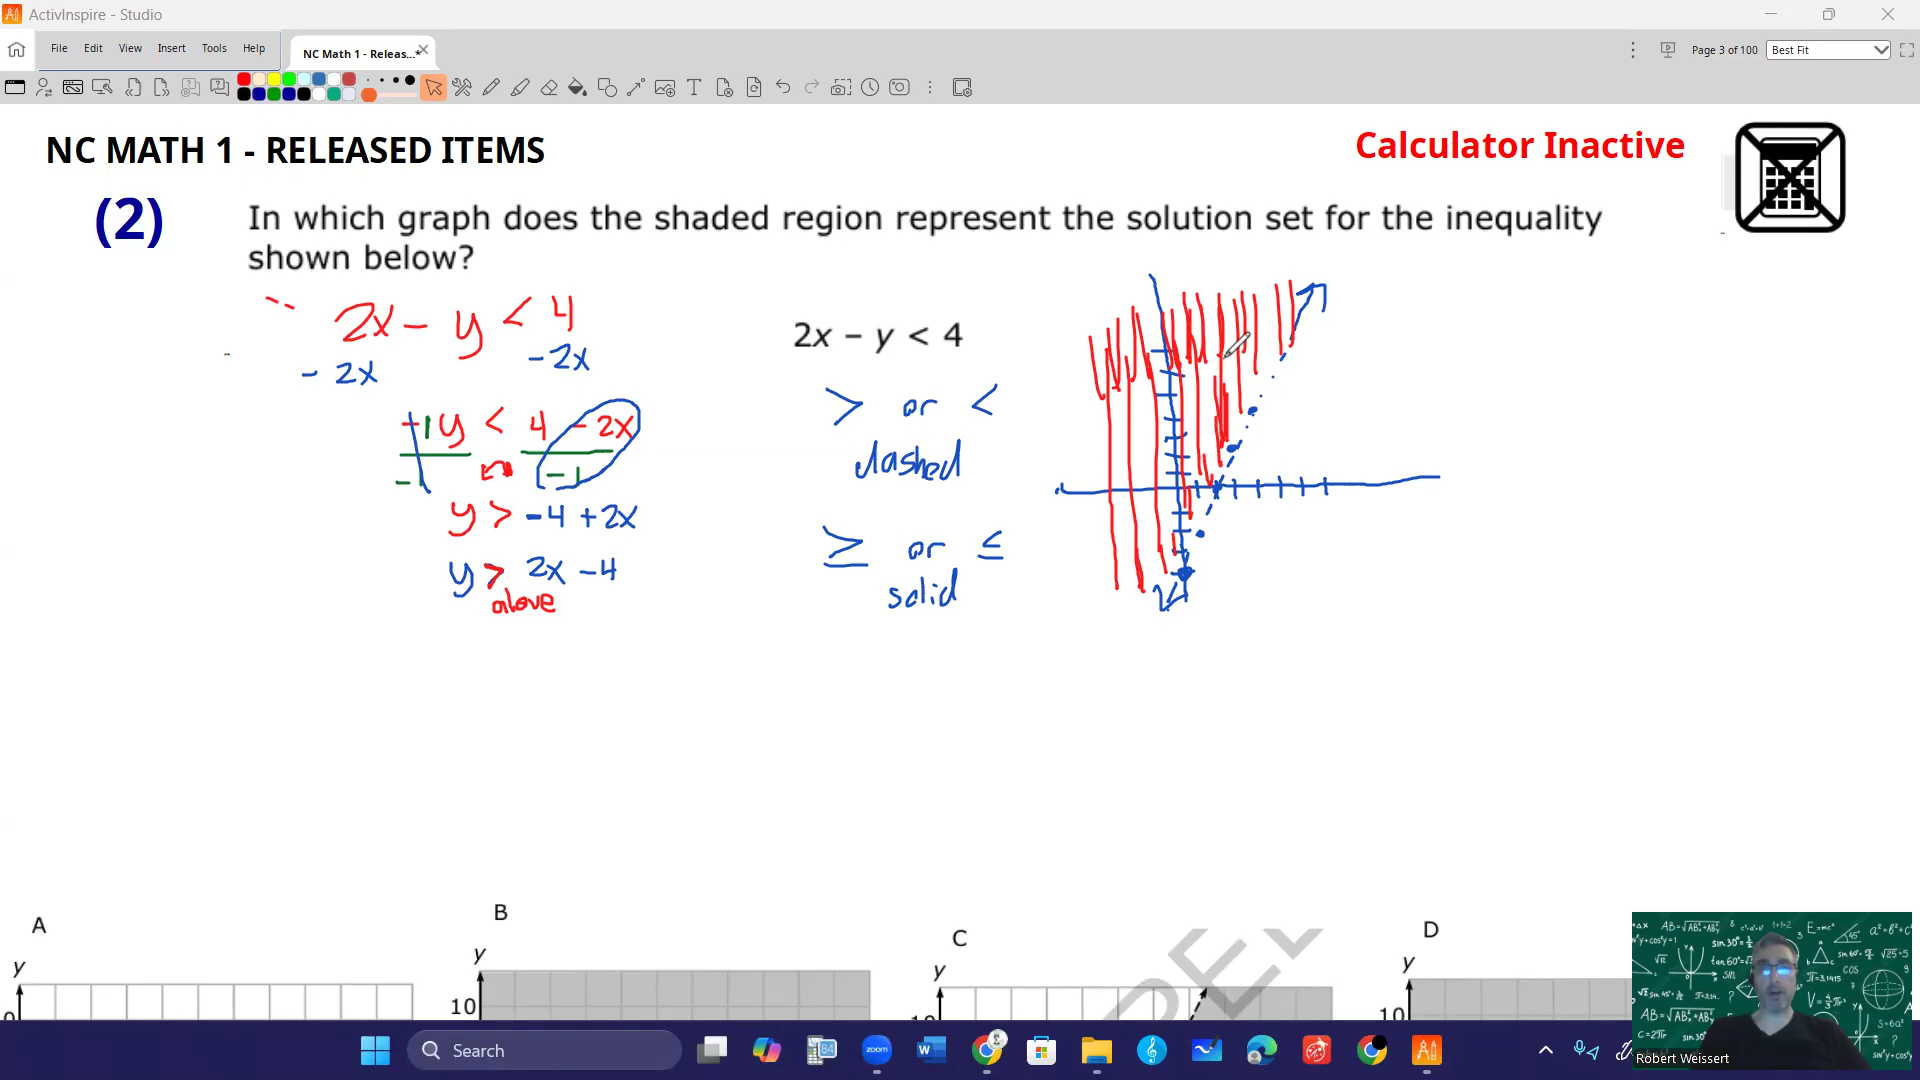 ActivInspire - Studio
File Edit View Insert Tools Help
NC Math 1 - Releas...*
Page 3 of 100
Best Fit
NC MATH 1 - RELEASED ITEMS
Calculator Inactive
(2)
In which graph does the shaded region represent the solution set for the inequality
shown below?
2x - y < 4
- 2x - 2x
-1y < 4 - 2x
-1 -1
y > -4 + 2x
y > 2x - 4
above
2x − y < 4
> or <
dashed
≥ or ≤
solid
A
y
B
y
10
C
y
D
y
10
Search
Robert Weissert